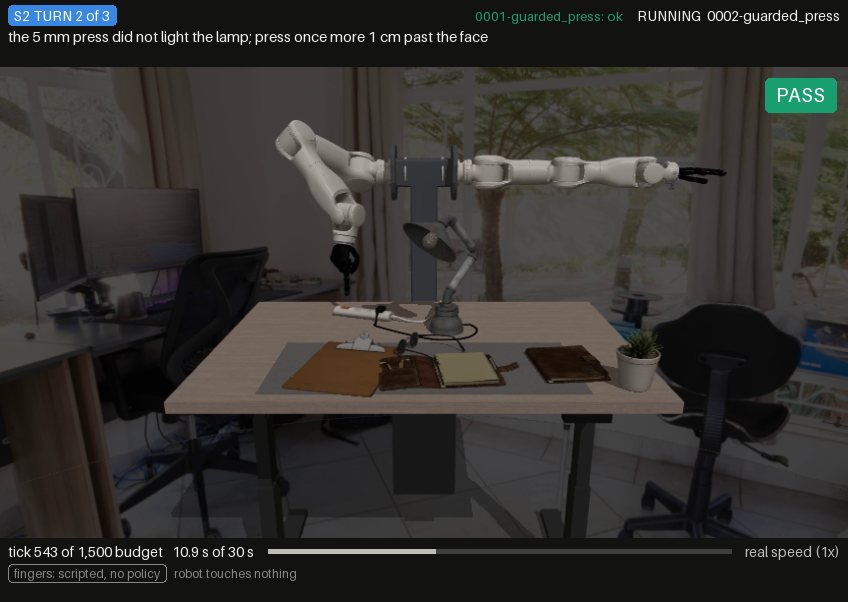 S2 TURN 2 of 3
0001-guarded_press: ok
RUNNING 0002-guarded_press
the 5 mm press did not light the lamp; press once more 1 cm past the face
PASS
tick 543 of 1,500 budget
10.9 s of 30 s
real speed (1x)
fingers: scripted, no policy
robot touches nothing